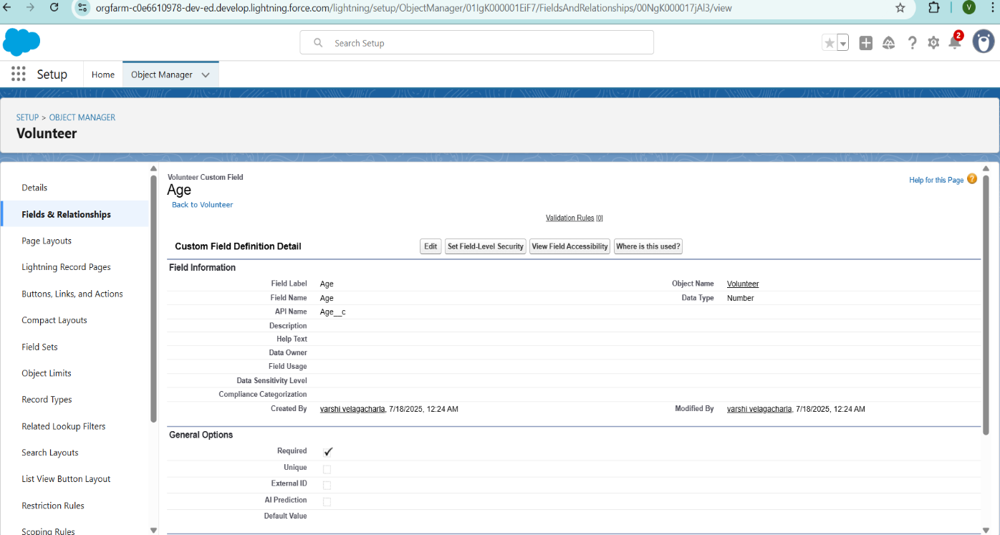 orgfarm-c0e6610978-dev-ed.develop.lightning.force.com/lightning/setup/ObjectManager/01IgK000001EiF7/FieldsAndRelationships/00NgK000017jAl3/view
V
Search Setup
2
Setup
Home
Object Manager
SETUP > OBJECT MANAGER
Volunteer
Details
Fields & Relationships
Page Layouts
Lightning Record Pages
Buttons, Links, and Actions
Compact Layouts
Field Sets
Object Limits
Record Types
Related Lookup Filters
Search Layouts
List View Button Layout
Restriction Rules
Scoping Rules
Volunteer Custom Field
Age
Back to Volunteer
Help for this Page ?
Validation Rules [0]
Custom Field Definition Detail
Edit
Set Field-Level Security
View Field Accessibility
Where is this used?
Field Information
Field Label Age
Object Name Volunteer
Field Name Age
Data Type Number
API Name Age__c
Description
Help Text
Data Owner
Field Usage
Data Sensitivity Level
Compliance Categorization
Created By varshi velagacharla, 7/18/2025, 12:24 AM
Modified By varshi velagacharla, 7/18/2025, 12:24 AM
General Options
Required
Unique
External ID
AI Prediction
Default Value